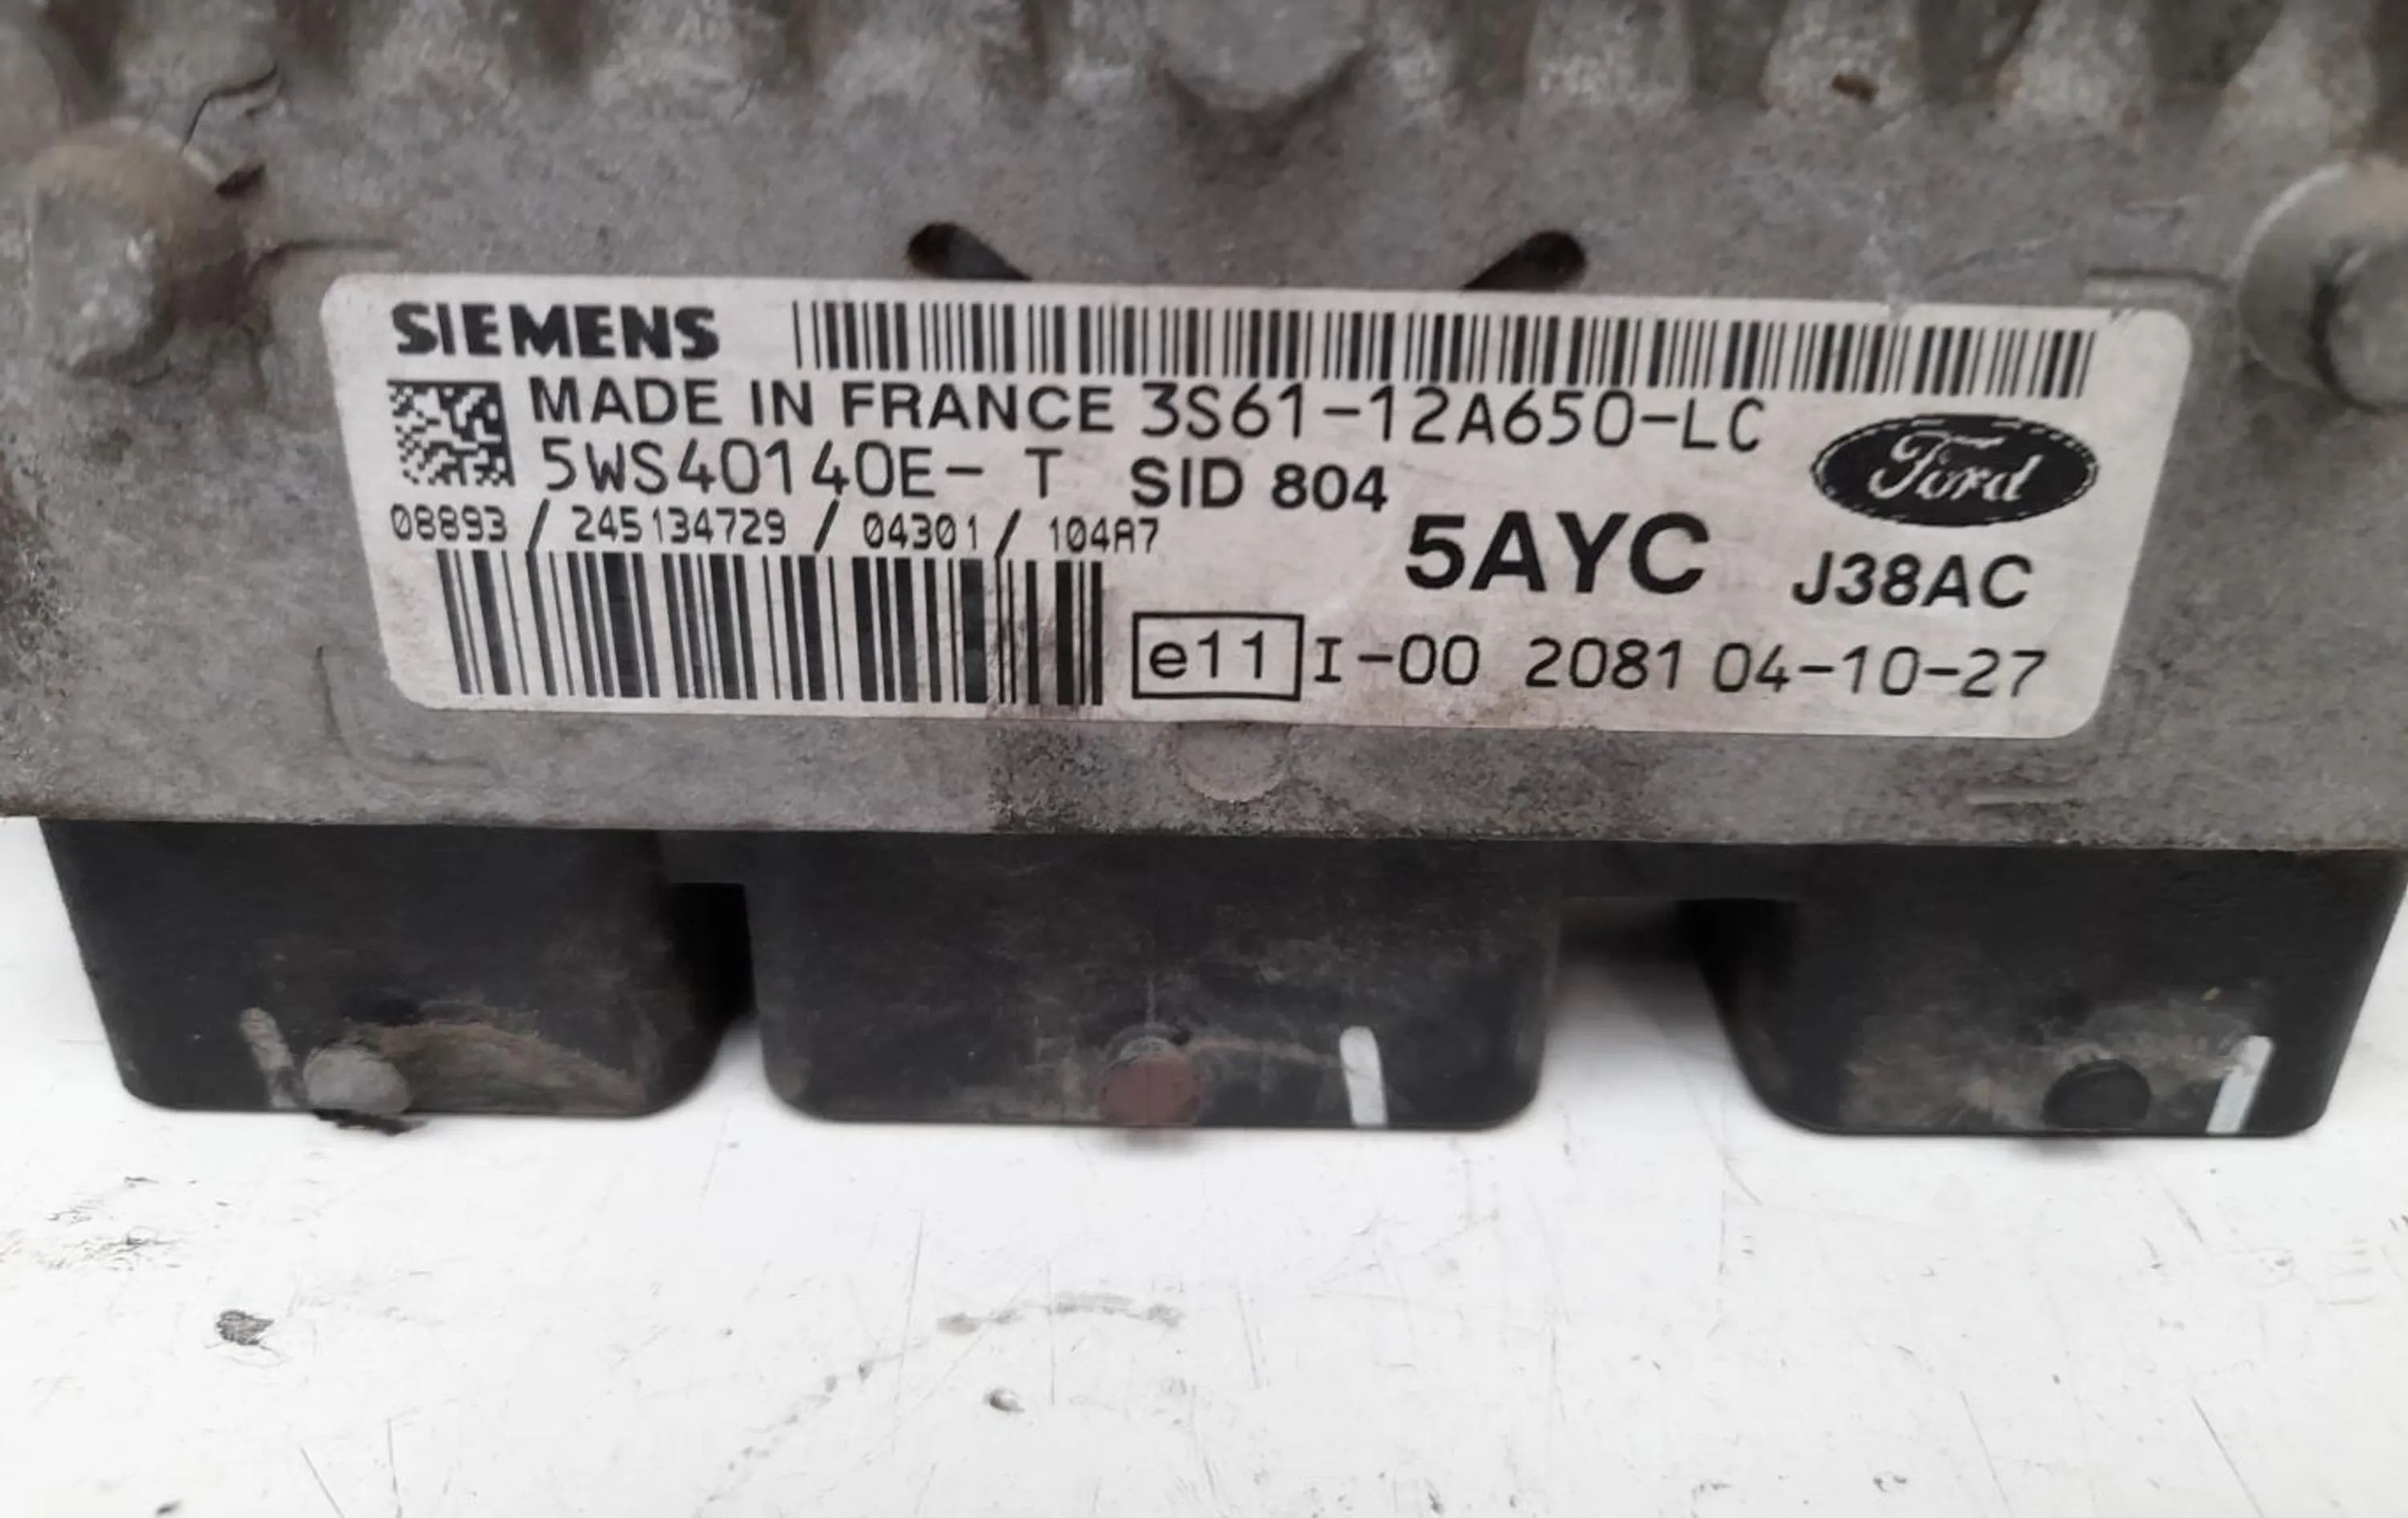 SIEMENS
MADE IN FRANCE 3S61-12A650-LC
5WS40140E- T SID 804
Ford
08893 / 245134729 / 04301 / 104A7
5AYC J38AC
e11 I-00 2081 04-10-27